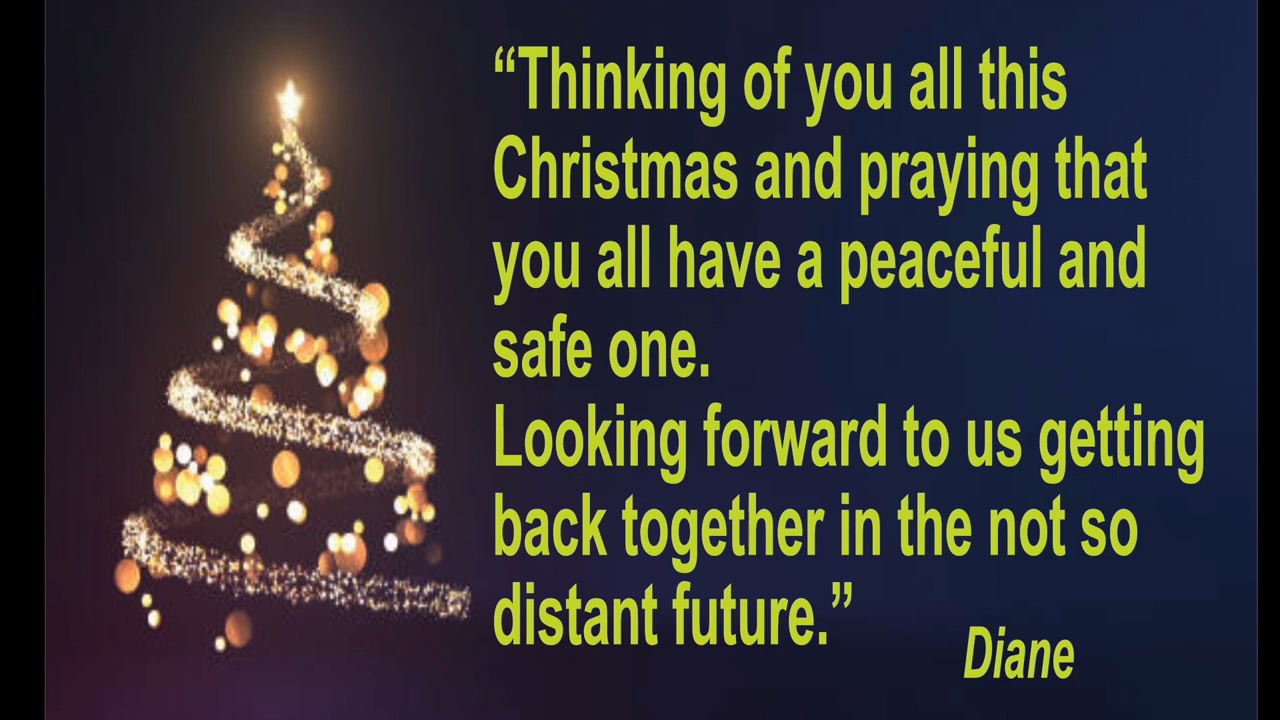 “Thinking of you all this
Christmas and praying that
you all have a peaceful and
safe one.
Looking forward to us getting
back together in the not so
distant future.”
Diane